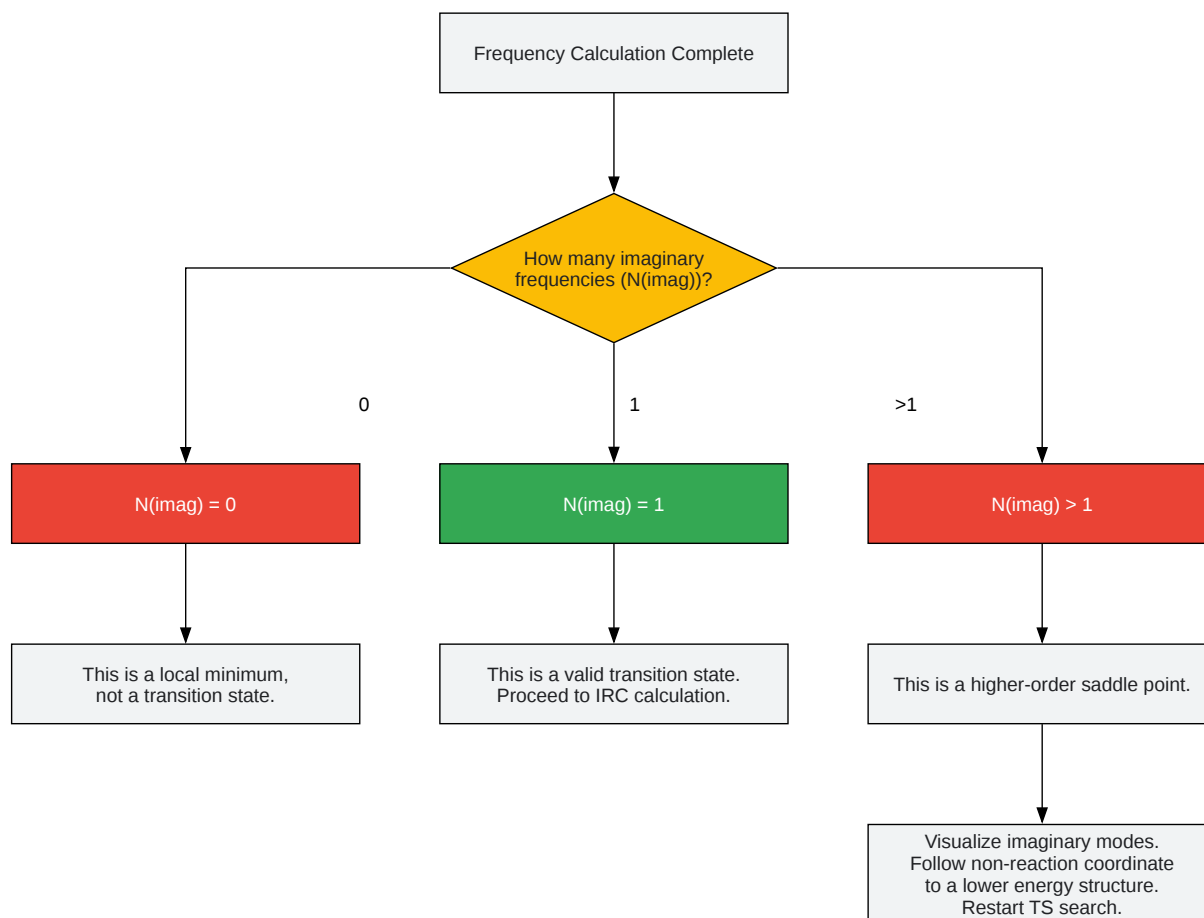 Frequency Calculation Complete
How many imaginary
frequencies (N(imag))?
0
1
>1
N(imag) = 0
N(imag) = 1
N(imag) > 1
This is a local minimum,
not a transition state.
This is a valid transition state.
Proceed to IRC calculation.
This is a higher-order saddle point.
Visualize imaginary modes.
Follow non-reaction coordinate
to a lower energy structure.
Restart TS search.